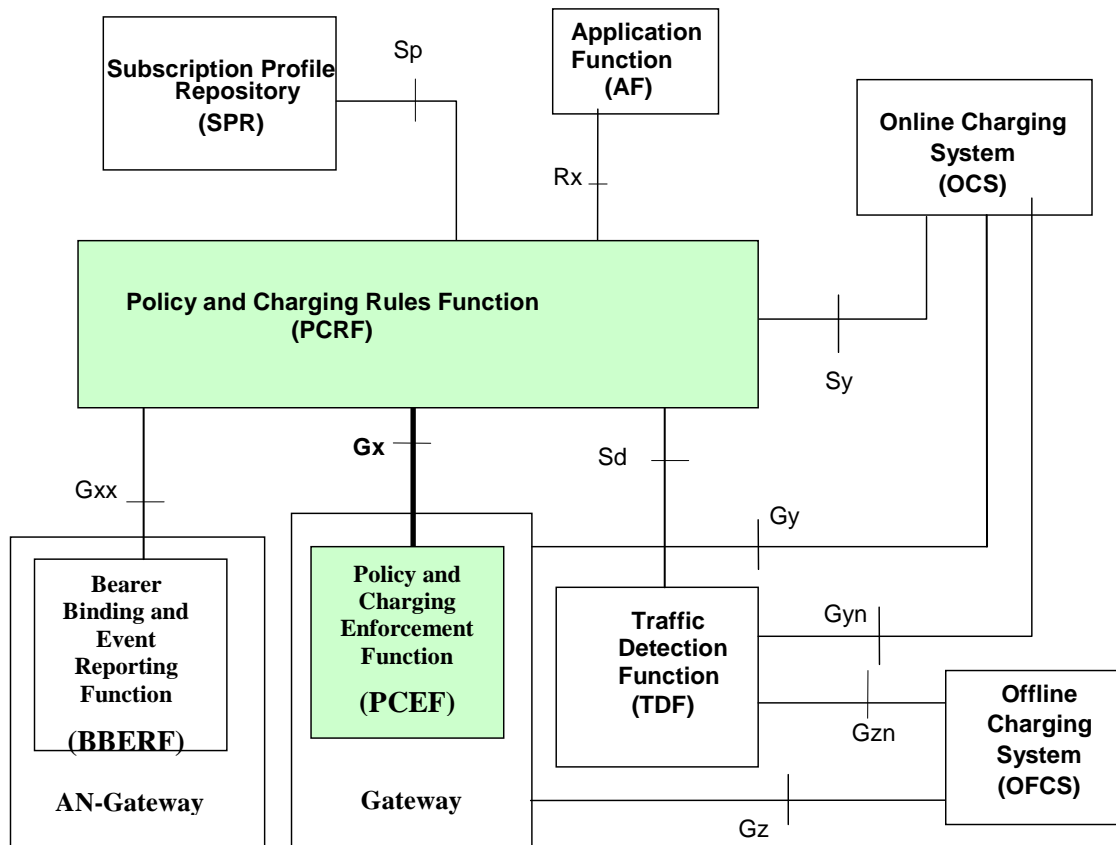 Subscription Profile
Repository
(SPR)
Sp
Application
Function
(AF)
Online Charging
System
(OCS)
Rx
Policy and Charging Rules Function
(PCRF)
Sy
Gxx
Gx
Sd
Gy
Bearer
Binding and
Event
Reporting
Function
(BBERF)
AN-Gateway
Policy and
Charging
Enforcement
Function
(PCEF)
Gateway
Traffic
Detection
Function
(TDF)
Gyn
Gzn
Gz
Offline
Charging
System
(OFCS)